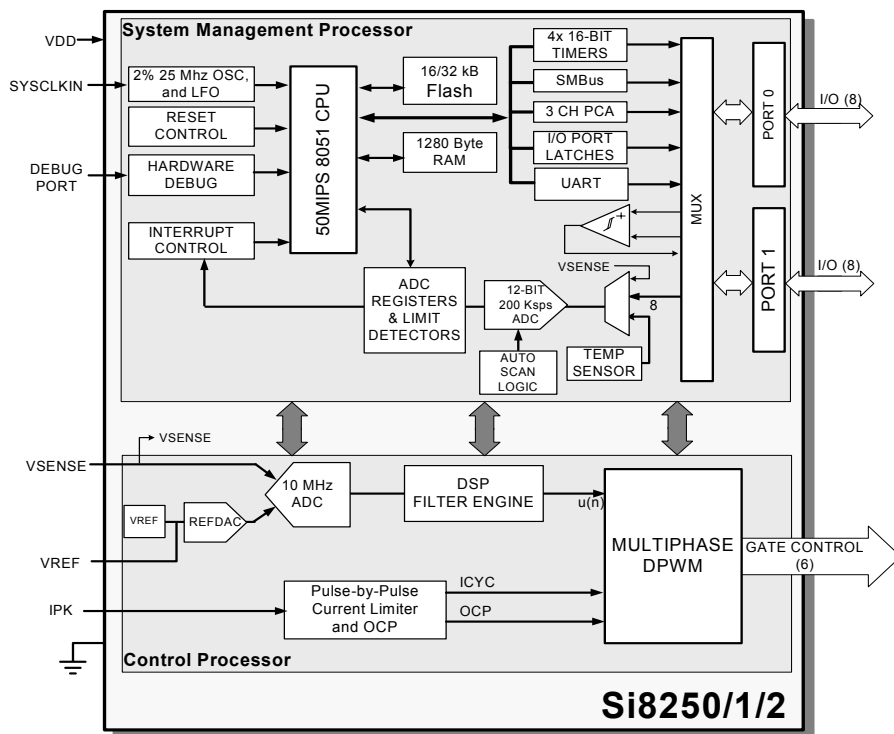 System Management Processor
VDD
SYSCLKIN
DEBUG
PORT
2% 25 Mhz OSC,
and LFO
RESET
CONTROL
HARDWARE
DEBUG
INTERRUPT
CONTROL
50MIPS 8051 CPU
16/32 kB
Flash
1280 Byte
RAM
4x 16-BIT
TIMERS
SMBus
3 CH PCA
I/O PORT
LATCHES
UART
+
MUX
PORT 0
I/O (8)
PORT 1
I/O (8)
VSENSE
8
ADC
REGISTERS
& LIMIT
DETECTORS
12-BIT
200 Ksps
ADC
AUTO
SCAN
LOGIC
TEMP
SENSOR
VSENSE
VSENSE
VREF
IPK
VREF
REFDAC
10 MHz
ADC
DSP
FILTER ENGINE
u(n)
MULTIPHASE
DPWM
GATE CONTROL
(6)
Pulse-by-Pulse
Current Limiter
and OCP
ICYC
OCP
Control Processor
Si8250/1/2